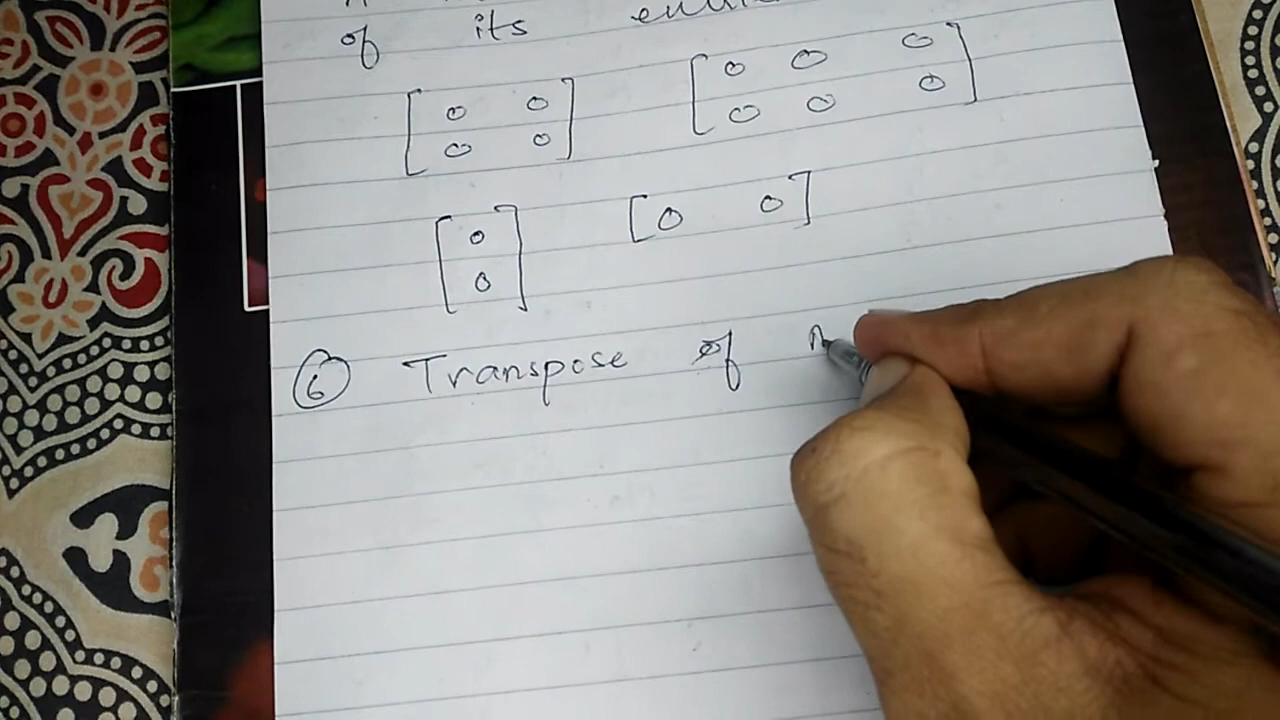 of its
[ 0 0 ] [ 0 0 0 ]
[ 0 0 ] [ 0 0 0 ]
[ 0 ] [ 0 0 ]
[ 0 ]
⑥ Transpose of